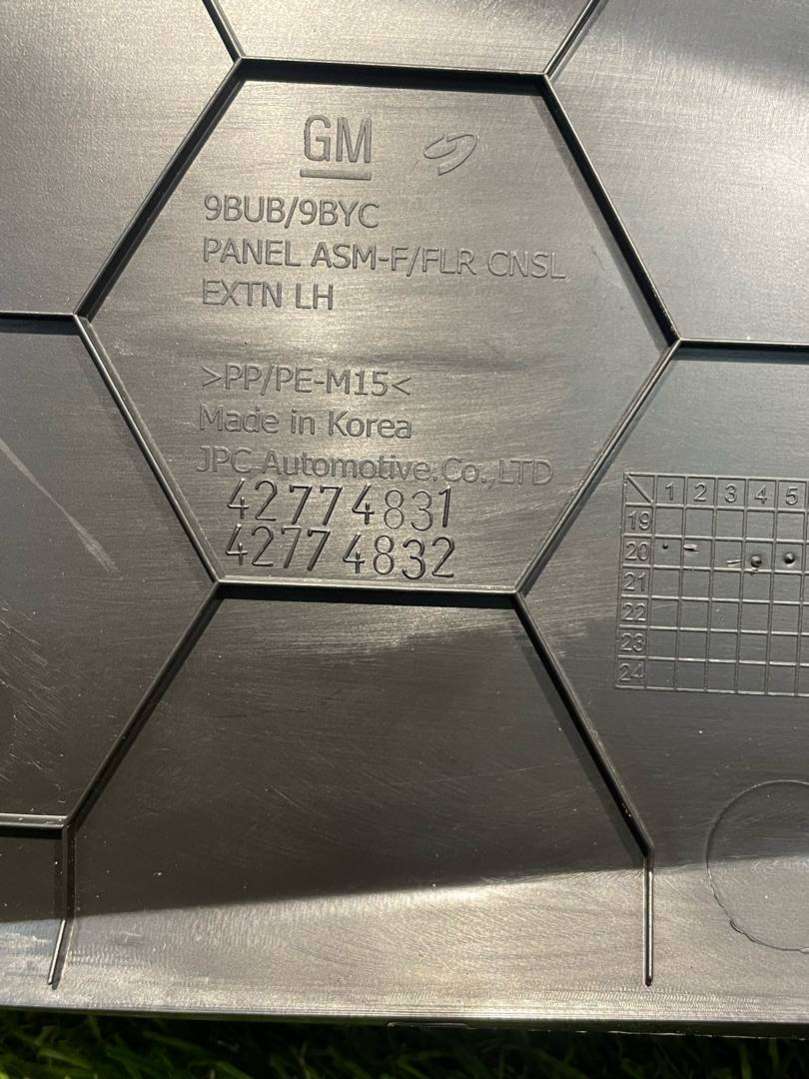 GM
9BUB/9BYC
PANEL ASM-F/FLR CNSL
EXTN LH
>PP/PE-M15<
Made in Korea
JPC Automotive.Co.,LTD
42774831
42774832
1 2 3 4 5
19
20
21
22
23
24